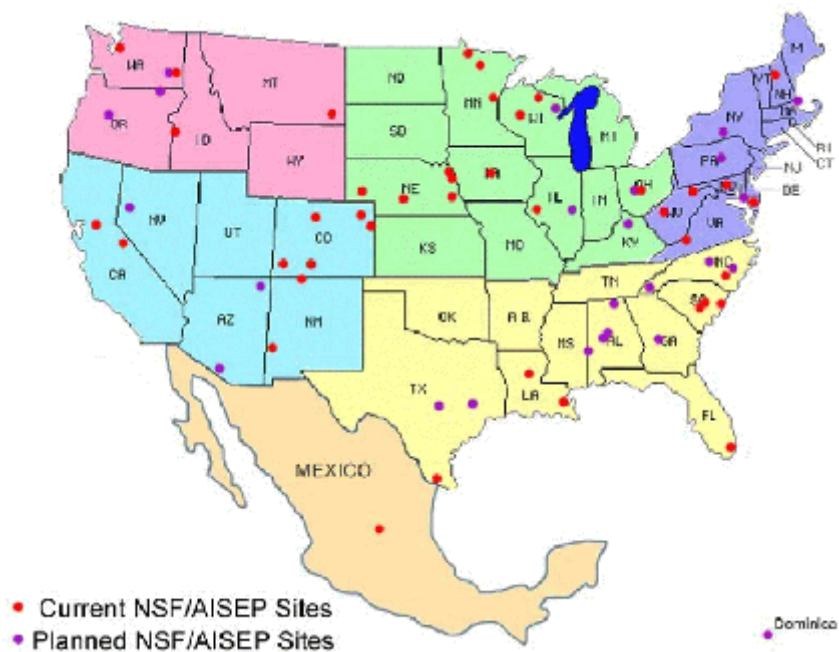 WA
MT
ND
MN
VT
NH
MA
OR
ID
SD
WI
MI
NY
RI
CT
WY
PA
NJ
NE
OH
DE
NV
UT
CO
IL
IN
WV
VA
CA
KS
MO
KY
NC
TN
AZ
NM
OK
SC
MS
AL
GA
TX
LA
FL
MEXICO
Current NSF/AISEP Sites
Planned NSF/AISEP Sites
Dominica